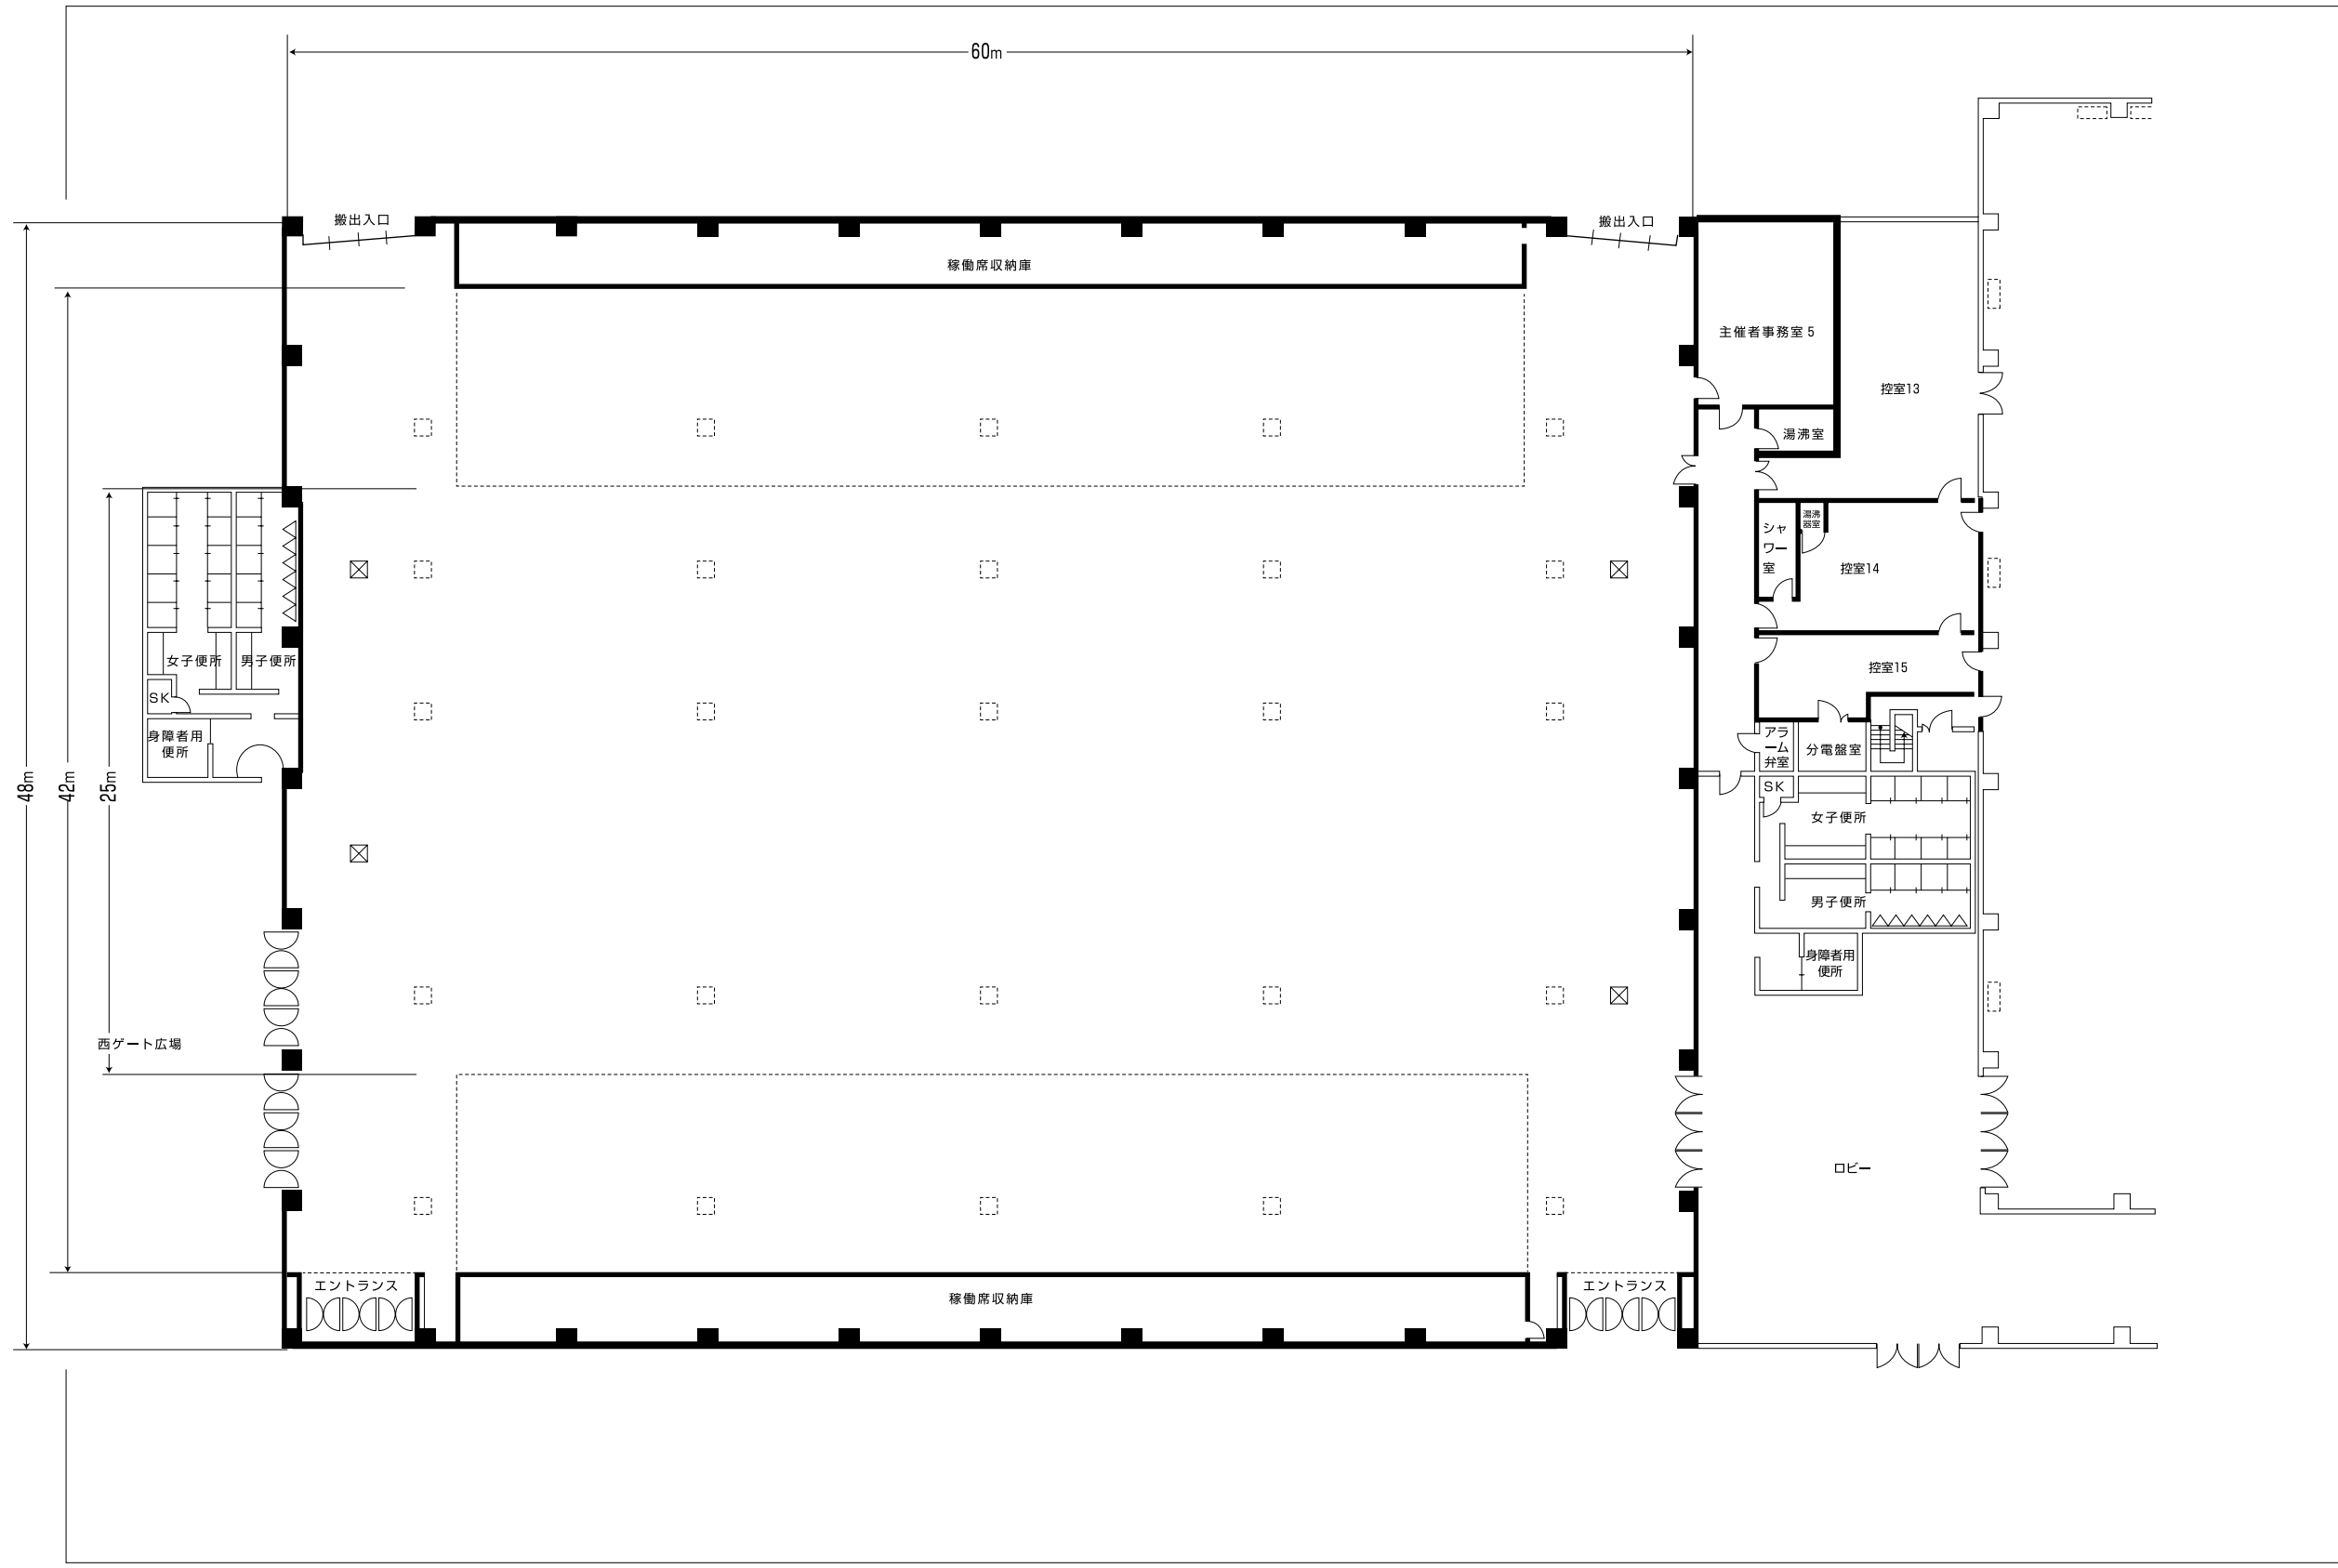 60m
搬出入口
搬出入口
稼働席収納庫
主催者事務室 5
控室13
湯沸室
シャ
ワー
室
湯沸
器室
控室14
女子便所
男子便所
控室15
SK
身障者用
便所
アラ
ーム
弁室
分電盤室
48m
42m
25m
SK
女子便所
男子便所
身障者用
便所
西ゲート広場
ロビー
エントランス
エントランス
稼働席収納庫